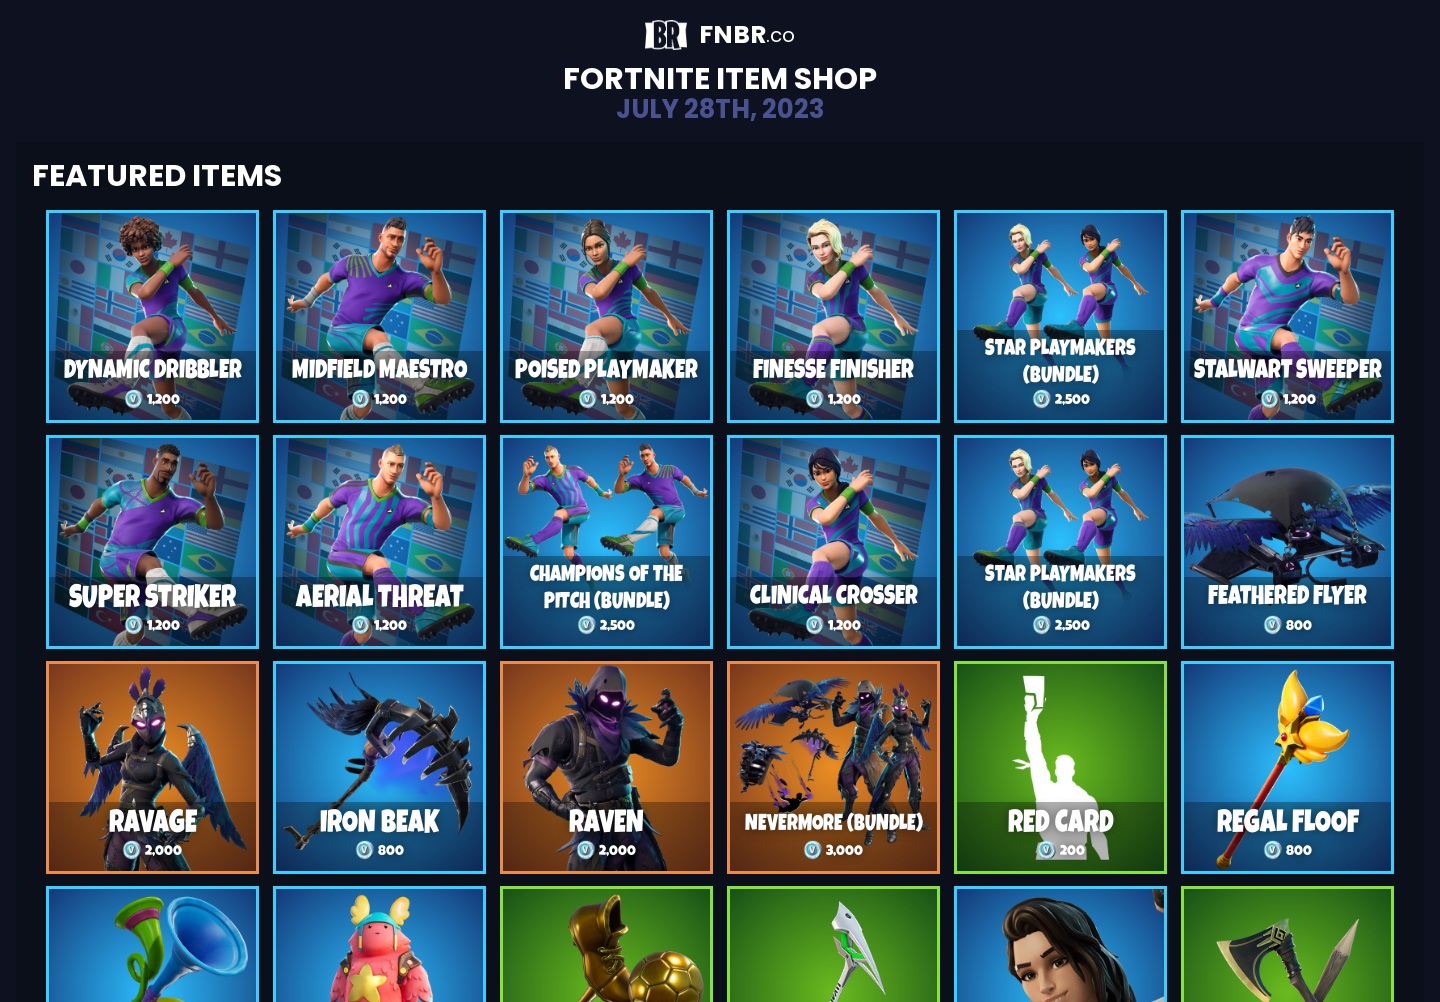 BR FNBR.CO
FORTNITE ITEM SHOP
JULY 28TH, 2023
FEATURED ITEMS
DYNAMIC DRIBBLER
1,200
MIDFIELD MAESTRO
1,200
POISED PLAYMAKER
1,200
FINESSE FINISHER
1,200
STAR PLAYMAKERS
(BUNDLE)
2,500
STALWART SWEEPER
1,200
SUPER STRIKER
1,200
AERIAL THREAT
1,200
CHAMPIONS OF THE
PITCH (BUNDLE)
2,500
CLINICAL CROSSER
1,200
STAR PLAYMAKERS
(BUNDLE)
2,500
FEATHERED FLYER
800
RAVAGE
2,000
IRON BEAK
800
RAVEN
2,000
NEVERMORE (BUNDLE)
3,000
RED CARD
200
REGAL FLOOF
800